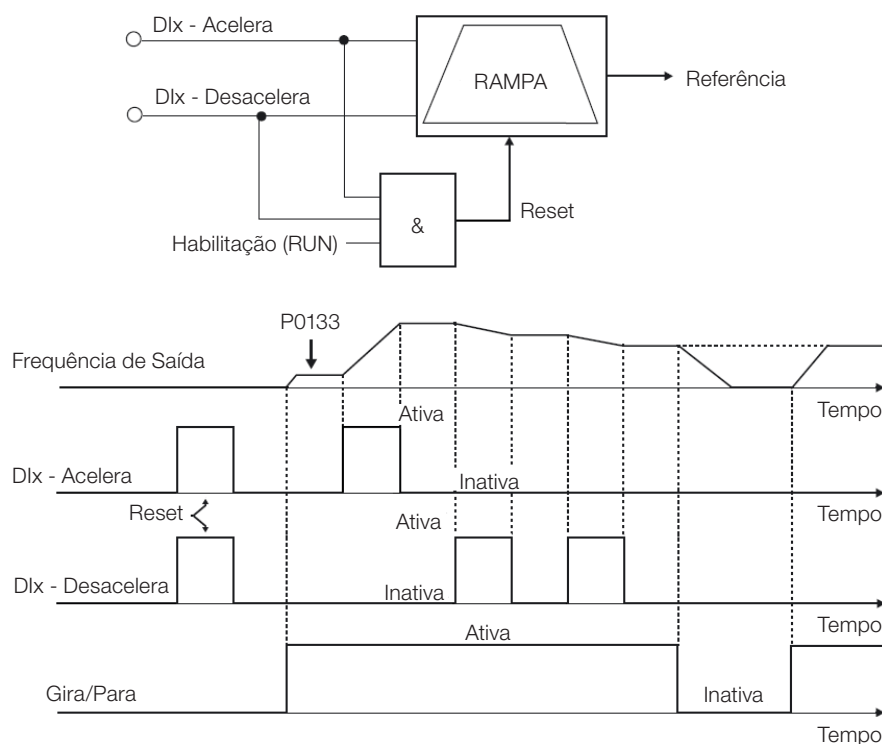 DIx - Acelera
DIx - Desacelera
RAMPA
Referência
&
Reset
Habilitação (RUN)
P0133
Frequência de Saída
Tempo
Ativa
DIx - Acelera
Inativa
Tempo
Reset
Ativa
DIx - Desacelera
Inativa
Tempo
Ativa
Gira/Para
Inativa
Tempo